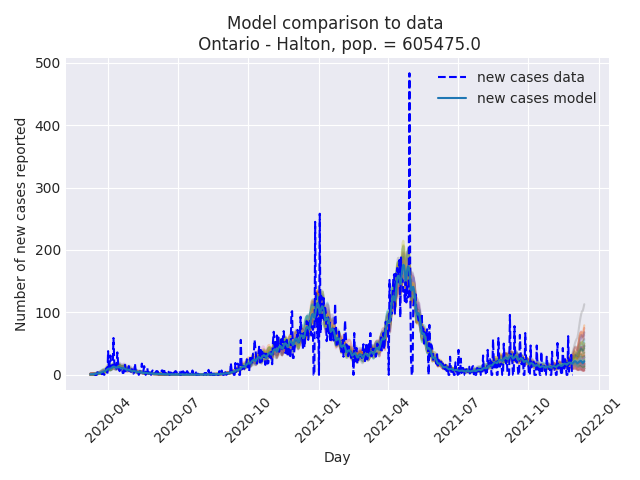 Model comparison to data
Ontario - Halton, pop. = 605475.0
new cases data
new cases model
Number of new cases reported
500
400
300
200
100
0
2020-04
2020-07
2020-10
2021-01
2021-04
2021-07
2021-10
2022-01
Day